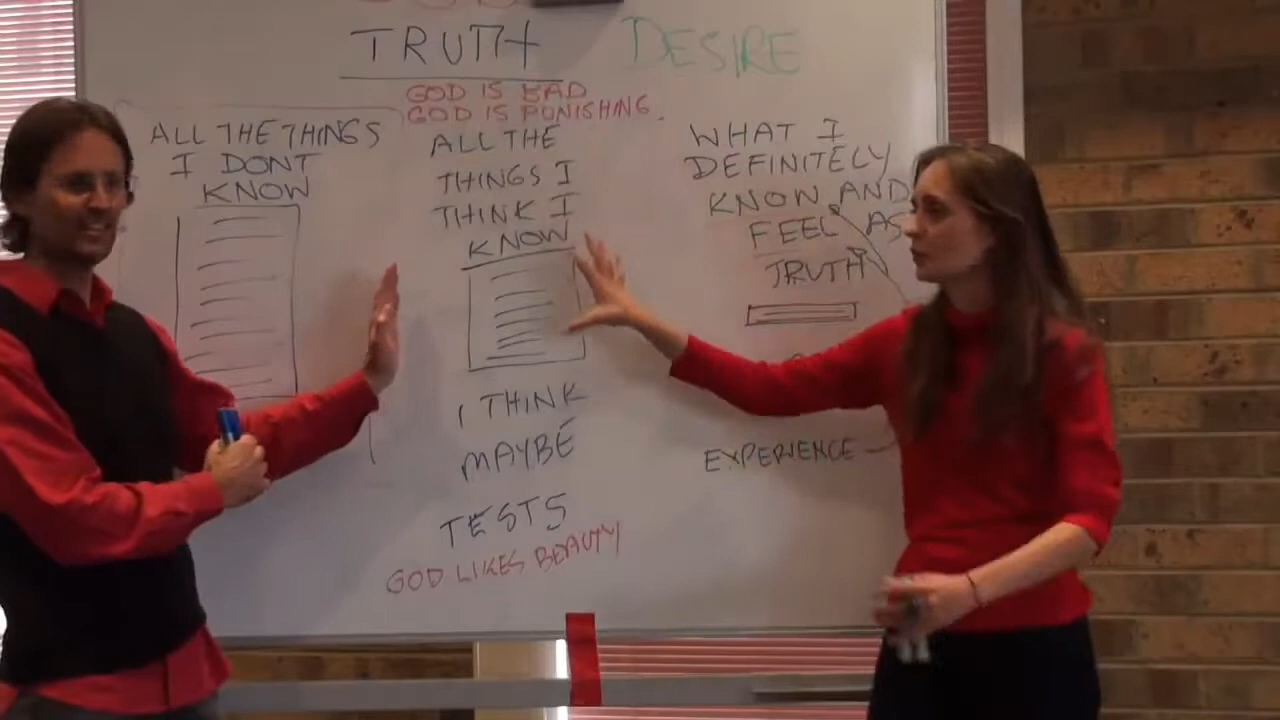 TRUTH DESIRE
GOD IS BAD
GOD IS PUNISHING.
ALL THE THINGS
I DONT
KNOW
ALL THE
THINGS I
THINK I
KNOW
WHAT I
DEFINITELY
KNOW AND
FEEL AS
TRUTH
I THINK
MAYBE
TESTS
GOD LIKES BEAUTY
EXPERIENCE